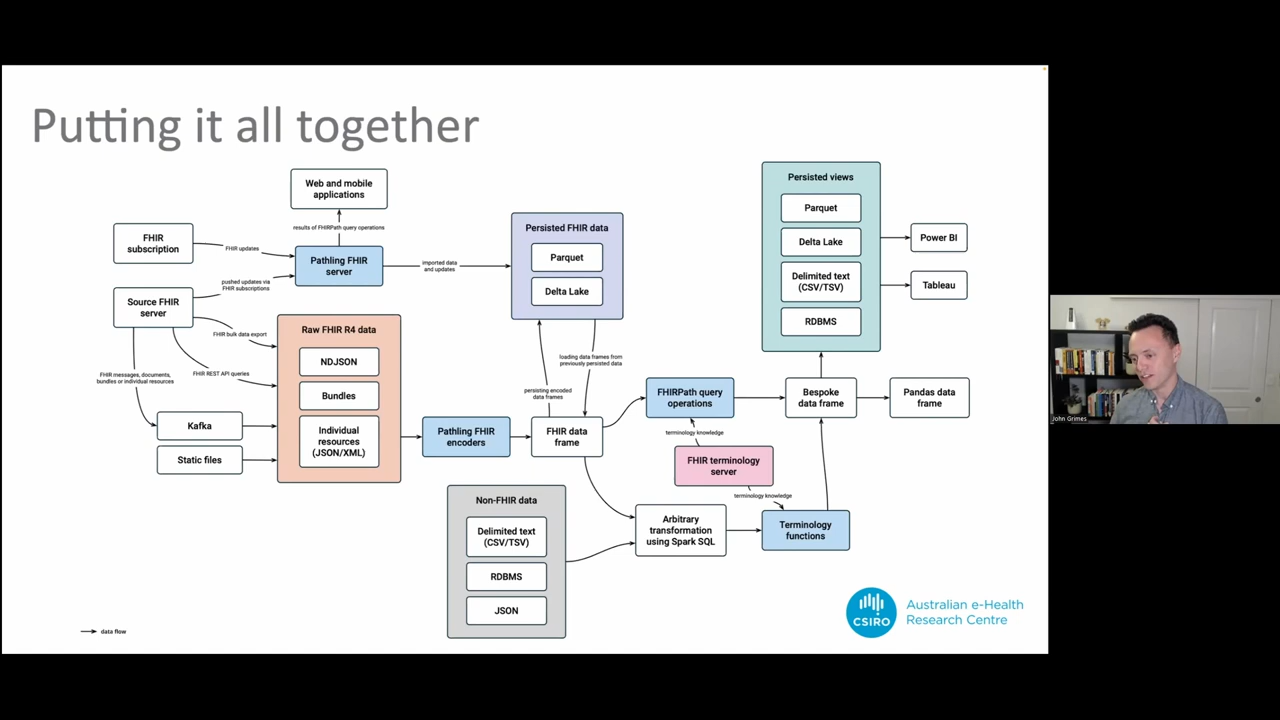 Putting it all together
Web and mobile
applications
results of FHIRPath query operations
FHIR
subscription
FHIR updates
Pathling FHIR
server
imported data
and updates
pushed updates via
FHIR subscriptions
Source FHIR
server
FHIR bulk data export
FHIR REST API queries
FHIR messages, documents,
bundles or individual resources
Kafka
Static files
Raw FHIR R4 data
NDJSON
Bundles
Individual
resources
(JSON/XML)
Pathling FHIR
encoders
Persisted FHIR data
Parquet
Delta Lake
loading data frames from
previously persisted data
persisting encoded
data frames
FHIR data
frame
FHIRPath query
operations
terminology knowledge
FHIR terminology
server
terminology knowledge
Non-FHIR data
Delimited text
(CSV/TSV)
RDBMS
JSON
Arbitrary
transformation
using Spark SQL
Terminology
functions
Persisted views
Parquet
Delta Lake
Delimited text
(CSV/TSV)
RDBMS
Power BI
Tableau
Bespoke
data frame
Pandas data
frame
data flow
CSIRO
Australian e-Health
Research Centre
John Grimes